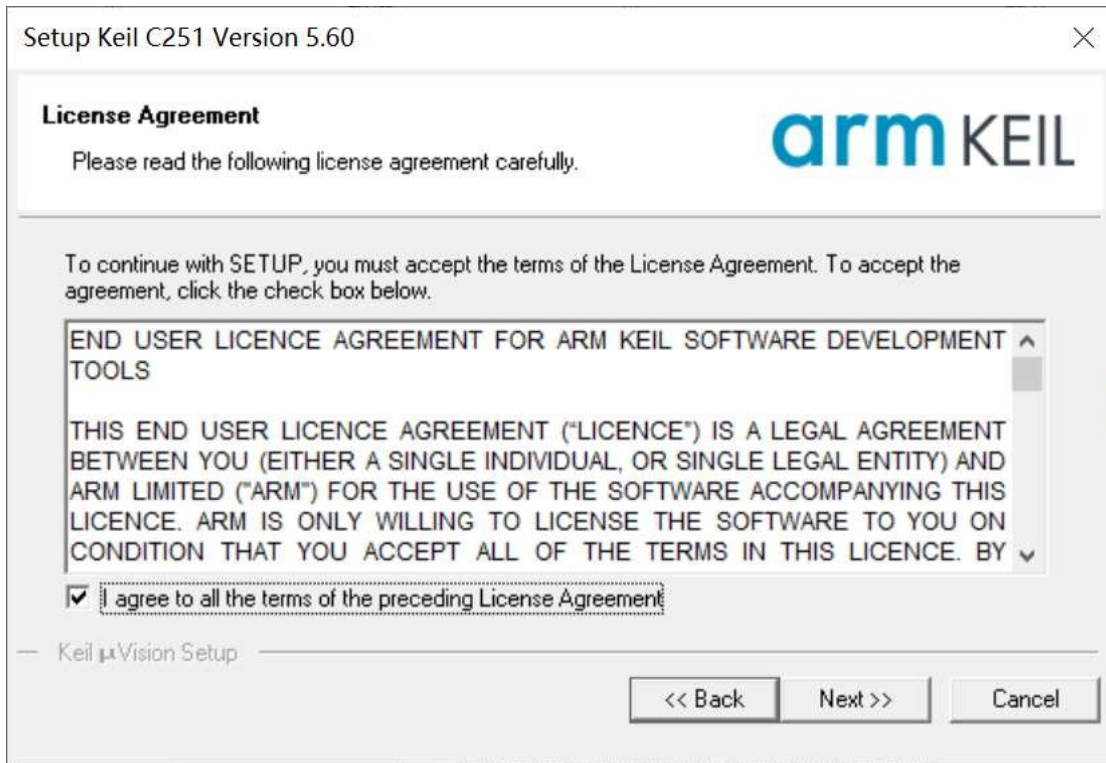 Setup Keil C251 Version 5.60
License Agreement
Please read the following license agreement carefully.
arm KEIL
To continue with SETUP, you must accept the terms of the License Agreement. To accept the
agreement, click the check box below.
END USER LICENCE AGREEMENT FOR ARM KEIL SOFTWARE DEVELOPMENT
TOOLS
THIS END USER LICENCE AGREEMENT (“LICENCE”) IS A LEGAL AGREEMENT
BETWEEN YOU (EITHER A SINGLE INDIVIDUAL, OR SINGLE LEGAL ENTITY) AND
ARM LIMITED ("ARM") FOR THE USE OF THE SOFTWARE ACCOMPANYING THIS
LICENCE. ARM IS ONLY WILLING TO LICENSE THE SOFTWARE TO YOU ON
CONDITION THAT YOU ACCEPT ALL OF THE TERMS IN THIS LICENCE. BY
I agree to all the terms of the preceding License Agreement
Keil µVision Setup
<< Back Next >> Cancel